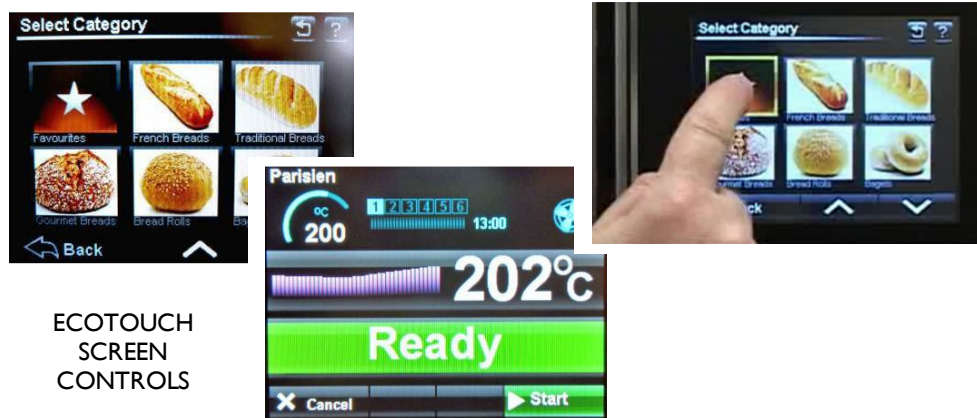 Select Category
?
Favourites
French Breads
Traditional Breads
Gourmet Breads
Bread Rolls
Back
Select Category
?
French Breads
Traditional Breads
Bread Rolls
Bagels
Parisien
°C
200
1 2 3 4 5 6
13:00
202°C
Ready
X Cancel
Start
ECOTOUCH
SCREEN
CONTROLS